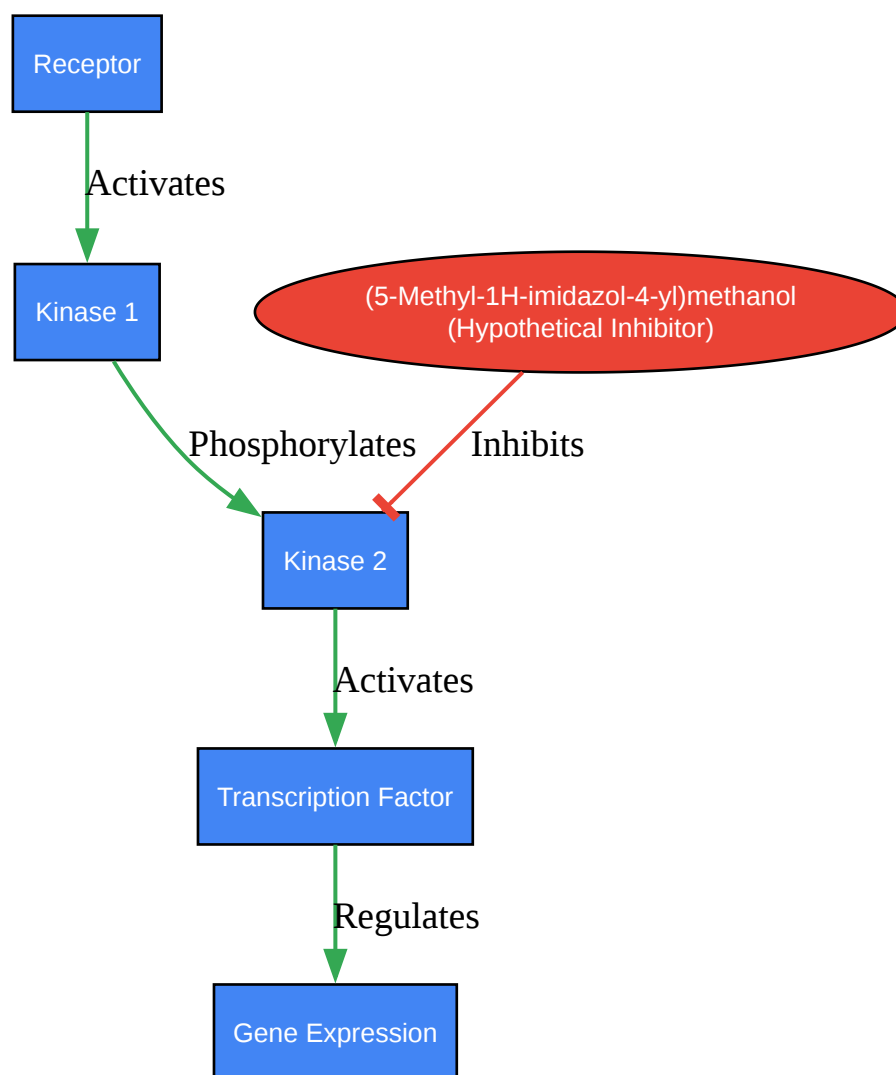 Receptor
Activates
Kinase 1
(5-Methyl-1H-imidazol-4-yl)methanol
(Hypothetical Inhibitor)
Phosphorylates
Inhibits
Kinase 2
Activates
Transcription Factor
Regulates
Gene Expression